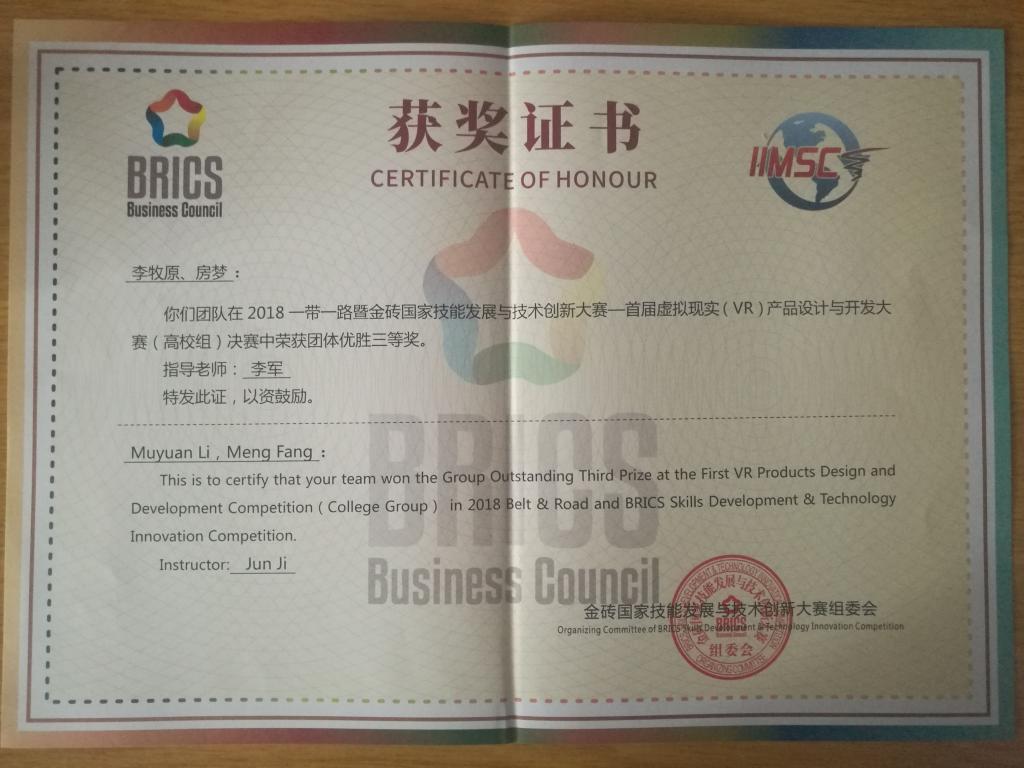 获奖证书
CERTIFICATE OF HONOUR
BRICS
Business Council
IIMSC
李牧原、房梦：
你们团队在 2018 一带一路暨金砖国家技能发展与技术创新大赛—首届虚拟现实（VR）产品设计与开发大
赛（高校组）决赛中荣获团体优胜三等奖。
指导老师：李军
特发此证，以资鼓励。
Muyuan Li , Meng Fang :
This is to certify that your team won the Group Outstanding Third Prize at the First VR Products Design and
Development Competition ( College Group ) in 2018 Belt & Road and BRICS Skills Development & Technology
Innovation Competition.
Instructor: Jun Ji
BRICS
Business Council
金砖国家技能发展与技术创新大赛组委会
Organizing Committee of BRICS Skills Development & Technology Innovation Competition
BRICS
组委会
ORGANIZING COMMITTEE